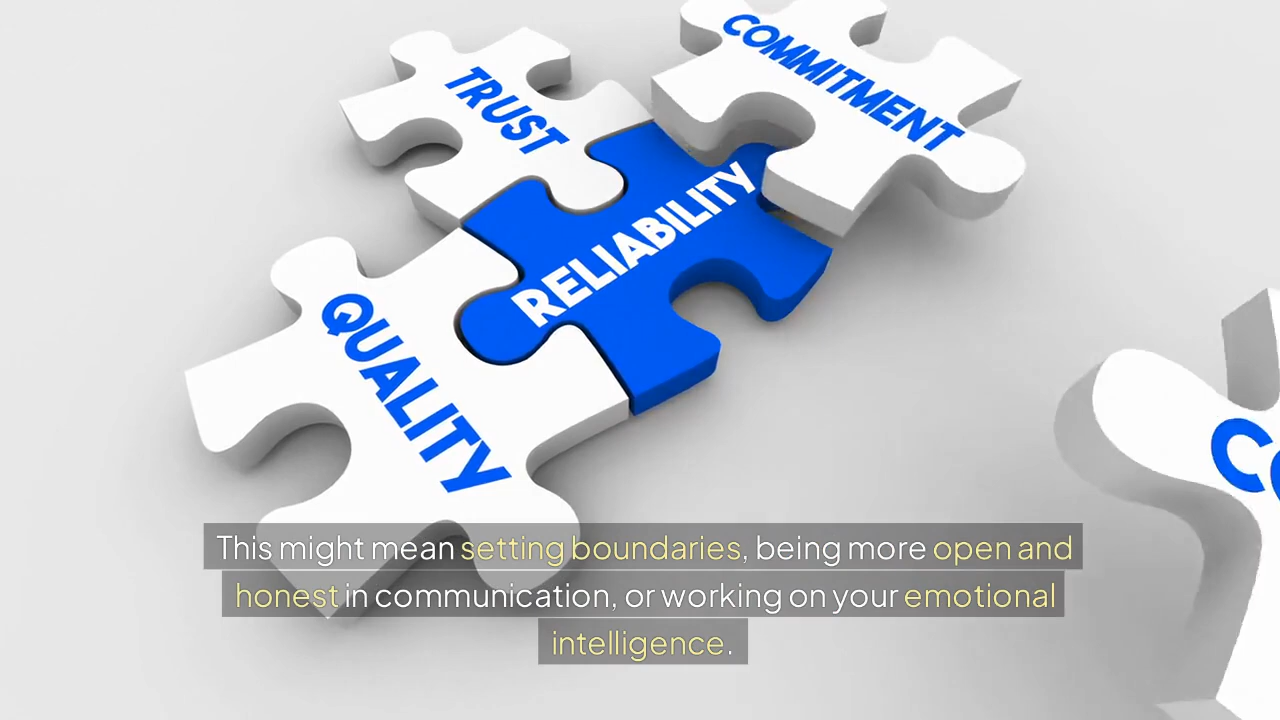 COMMITMENT
TRUST
RELIABILITY
QUALITY
This might mean setting boundaries, being more open and
honest in communication, or working on your emotional
intelligence.